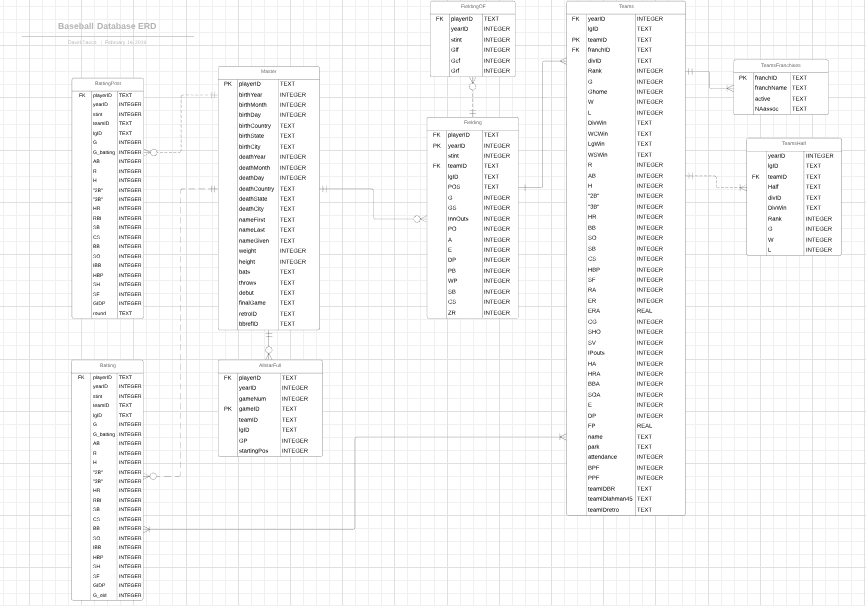 Baseball Database ERD
BattingPost
FK playerID TEXT
yearID INTEGER
stint INTEGER
teamID TEXT
lgID TEXT
G INTEGER
G_batting INTEGER
AB INTEGER
R INTEGER
H INTEGER
"2B" INTEGER
"3B" INTEGER
HR INTEGER
RBI INTEGER
SB INTEGER
CS INTEGER
BB INTEGER
SO INTEGER
IBB INTEGER
HBP INTEGER
SH INTEGER
SF INTEGER
GIDP INTEGER
round TEXT
Master
PK playerID TEXT
birthYear INTEGER
birthMonth INTEGER
birthDay INTEGER
birthCountry TEXT
birthState TEXT
birthCity TEXT
deathYear INTEGER
deathMonth INTEGER
deathDay INTEGER
deathCountry TEXT
deathState TEXT
deathCity TEXT
nameFirst TEXT
nameLast TEXT
nameGiven TEXT
weight INTEGER
height INTEGER
bats TEXT
throws TEXT
debut TEXT
finalGame TEXT
retroID TEXT
bbrefID TEXT
FieldingOF
FK playerID TEXT
yearID INTEGER
stint INTEGER
Glf INTEGER
Gcf INTEGER
Grf INTEGER
Fielding
FK playerID TEXT
PK yearID INTEGER
stint INTEGER
FK teamID TEXT
lgID TEXT
POS TEXT
G INTEGER
GS INTEGER
InnOuts INTEGER
PO INTEGER
A INTEGER
E INTEGER
DP INTEGER
PB INTEGER
WP INTEGER
SB INTEGER
CS INTEGER
ZR INTEGER
Teams
FK yearID INTEGER
lgID TEXT
PK teamID TEXT
FK franchID TEXT
divID TEXT
Rank INTEGER
G INTEGER
Ghome INTEGER
W INTEGER
L INTEGER
DivWin TEXT
WCWin TEXT
LgWin TEXT
WSWin TEXT
R INTEGER
AB INTEGER
H INTEGER
"2B" INTEGER
"3B" INTEGER
HR INTEGER
BB INTEGER
SO INTEGER
SB INTEGER
CS INTEGER
HBP INTEGER
SF INTEGER
RA INTEGER
ER INTEGER
ERA REAL
CG INTEGER
SHO INTEGER
SV INTEGER
IPouts INTEGER
HA INTEGER
HRA INTEGER
BBA INTEGER
SOA INTEGER
E INTEGER
DP INTEGER
FP REAL
name TEXT
park TEXT
attendance INTEGER
BPF INTEGER
PPF INTEGER
teamIDBR TEXT
teamIDlahman45 TEXT
teamIDretro TEXT
TeamsFranchises
PK franchID TEXT
franchName TEXT
active TEXT
NAassoc TEXT
TeamsHalf
yearID INTEGER
lgID TEXT
FK teamID TEXT
Half TEXT
divID TEXT
DivWin TEXT
Rank INTEGER
G INTEGER
W INTEGER
L INTEGER
Batting
FK playerID TEXT
yearID INTEGER
stint INTEGER
teamID TEXT
lgID TEXT
G INTEGER
G_batting INTEGER
AB INTEGER
R INTEGER
H INTEGER
"2B" INTEGER
"3B" INTEGER
HR INTEGER
RBI INTEGER
SB INTEGER
CS INTEGER
BB INTEGER
SO INTEGER
IBB INTEGER
HBP INTEGER
SH INTEGER
SF INTEGER
GIDP INTEGER
G_old INTEGER
AllstarFull
FK playerID TEXT
yearID INTEGER
gameNum INTEGER
PK gameID TEXT
teamID TEXT
lgID TEXT
GP INTEGER
startingPos INTEGER